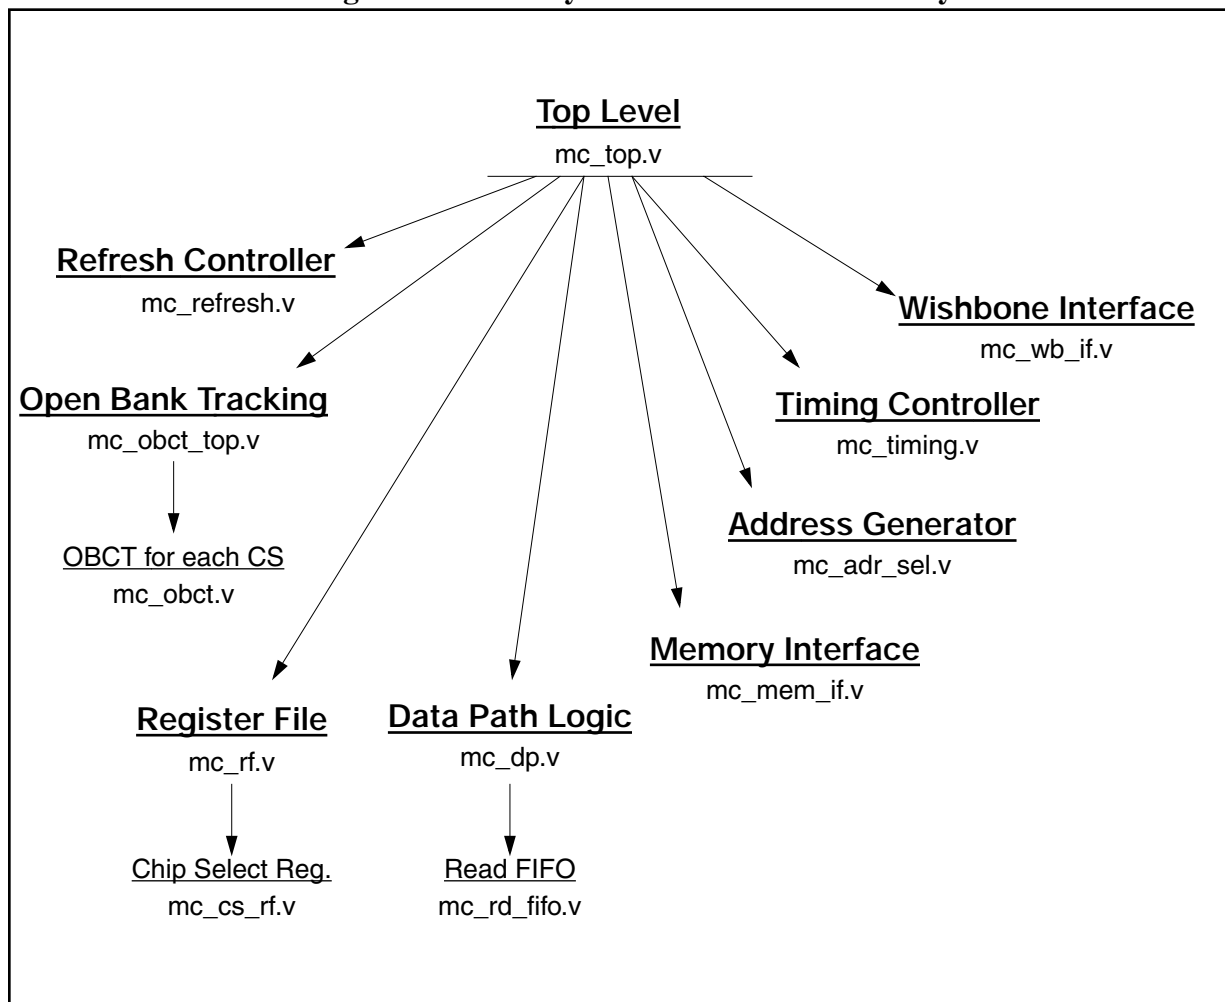 Top Level
mc_top.v
Refresh Controller
mc_refresh.v
Wishbone Interface
mc_wb_if.v
Open Bank Tracking
mc_obct_top.v
Timing Controller
mc_timing.v
OBCT for each CS
mc_obct.v
Address Generator
mc_adr_sel.v
Memory Interface
mc_mem_if.v
Register File
mc_rf.v
Data Path Logic
mc_dp.v
Chip Select Reg.
mc_cs_rf.v
Read FIFO
mc_rd_fifo.v